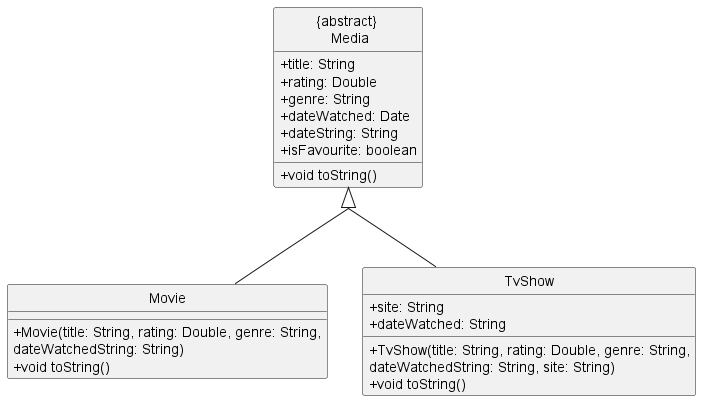 {abstract}
Media
+title: String
+rating: Double
+genre: String
+dateWatched: Date
+dateString: String
+isFavourite: boolean
+void toString()
Movie
+Movie(title: String, rating: Double, genre: String,
dateWatchedString: String)
+void toString()
TvShow
+site: String
+dateWatched: String
+TvShow(title: String, rating: Double, genre: String,
dateWatchedString: String, site: String)
+void toString()